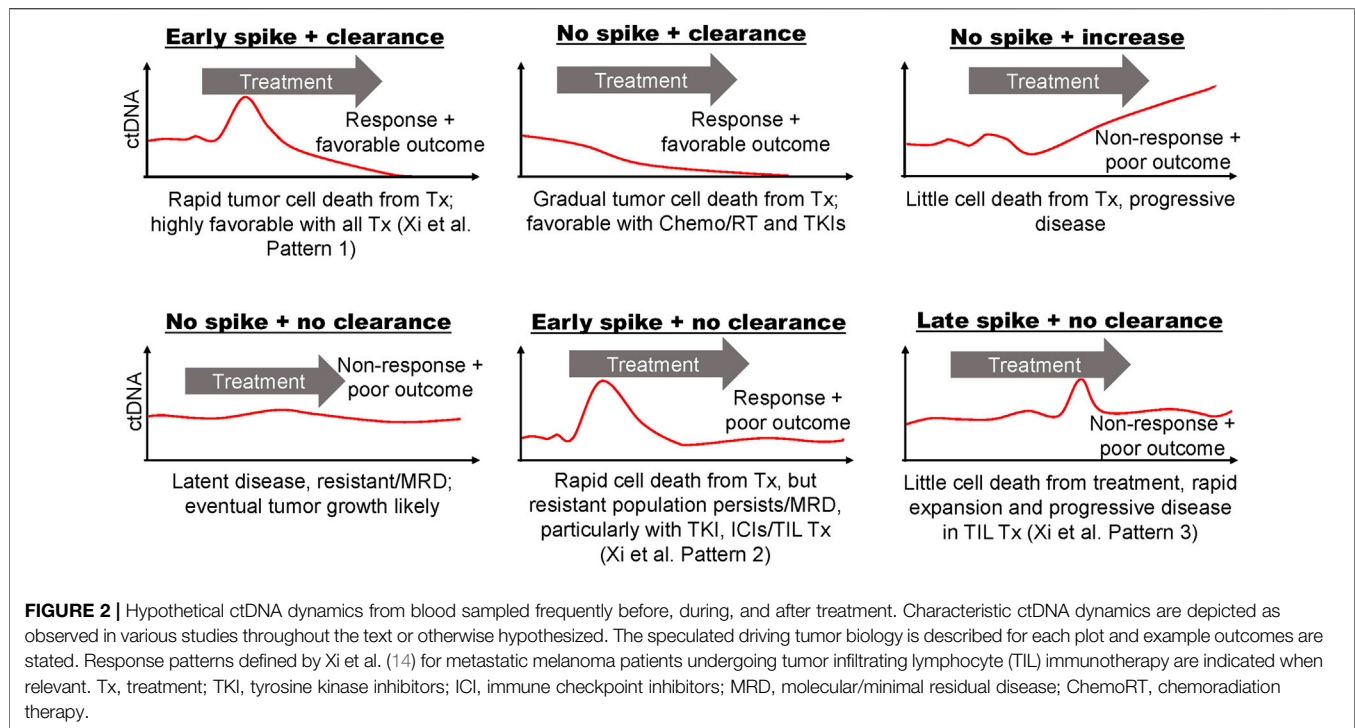 Early spike + clearance
ctDNA
Treatment
Response +
favorable outcome
Rapid tumor cell death from Tx;
highly favorable with all Tx (Xi et al.
Pattern 1)
No spike + clearance
Treatment
Response +
favorable outcome
Gradual tumor cell death from Tx;
favorable with Chemo/RT and TKIs
No spike + increase
Treatment
Non-response +
poor outcome
Little cell death from Tx, progressive
disease
No spike + no clearance
ctDNA
Treatment
Non-response +
poor outcome
Latent disease, resistant/MRD;
eventual tumor growth likely
Early spike + no clearance
Treatment
Response +
poor outcome
Rapid cell death from Tx, but
resistant population persists/MRD,
particularly with TKI, ICIs/TIL Tx
(Xi et al. Pattern 2)
Late spike + no clearance
Treatment
Non-response +
poor outcome
Little cell death from treatment, rapid
expansion and progressive disease
in TIL Tx (Xi et al. Pattern 3)
FIGURE 2 | Hypothetical ctDNA dynamics from blood sampled frequently before, during, and after treatment. Characteristic ctDNA dynamics are depicted as
observed in various studies throughout the text or otherwise hypothesized. The speculated driving tumor biology is described for each plot and example outcomes are
stated. Response patterns defined by Xi et al. (14) for metastatic melanoma patients undergoing tumor infiltrating lymphocyte (TIL) immunotherapy are indicated when
relevant. Tx, treatment; TKI, tyrosine kinase inhibitors; ICI, immune checkpoint inhibitors; MRD, molecular/minimal residual disease; ChemoRT, chemoradiation
therapy.